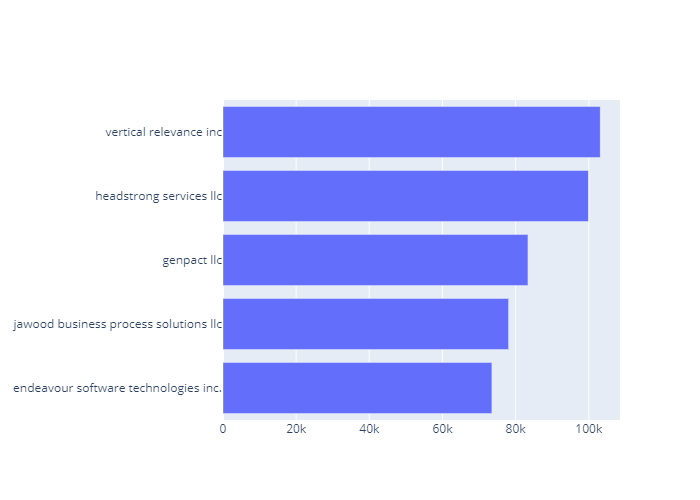 vertical relevance inc
headstrong services llc
genpact llc
jawood business process solutions llc
endeavour software technologies inc.
0 20k 40k 60k 80k 100k